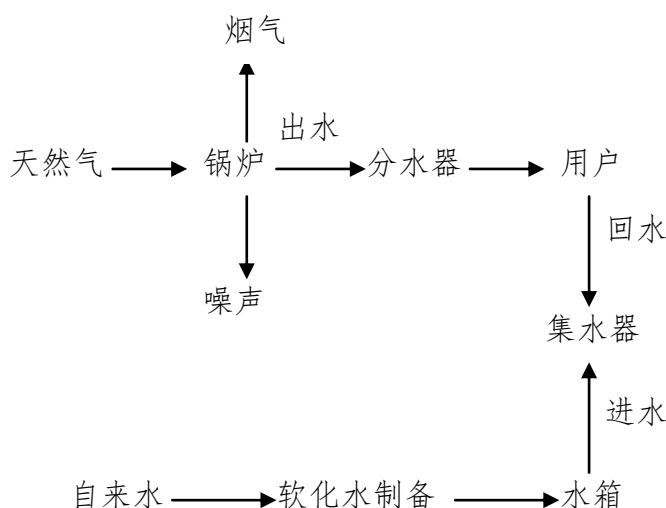 烟气
出水
天然气
锅炉
分水器
用户
回水
噪声
集水器
进水
自来水
软化水制备
水箱